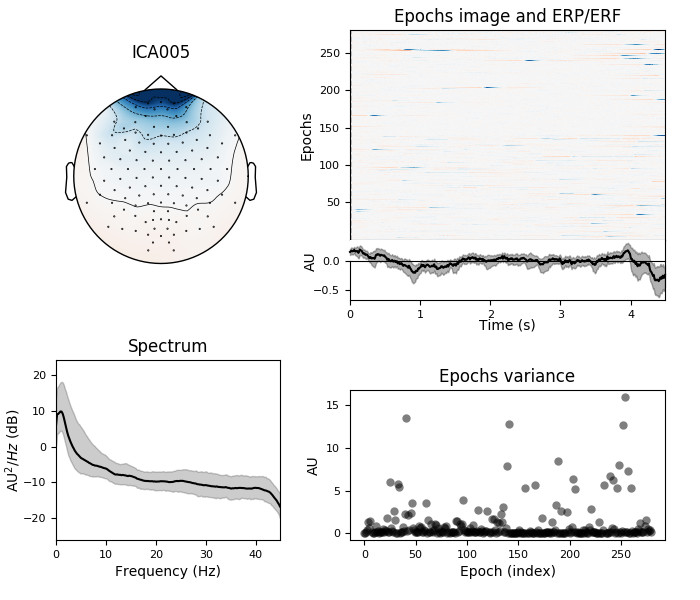 ICA005
Epochs image and ERP/ERF
Epochs
250
200
150
100
50
AU
0.0
−0.5
0
1
2
3
4
Time (s)
Spectrum
AU²/Hz (dB)
20
10
0
−10
−20
0
10
20
30
40
Frequency (Hz)
Epochs variance
AU
15
10
5
0
0
50
100
150
200
250
Epoch (index)